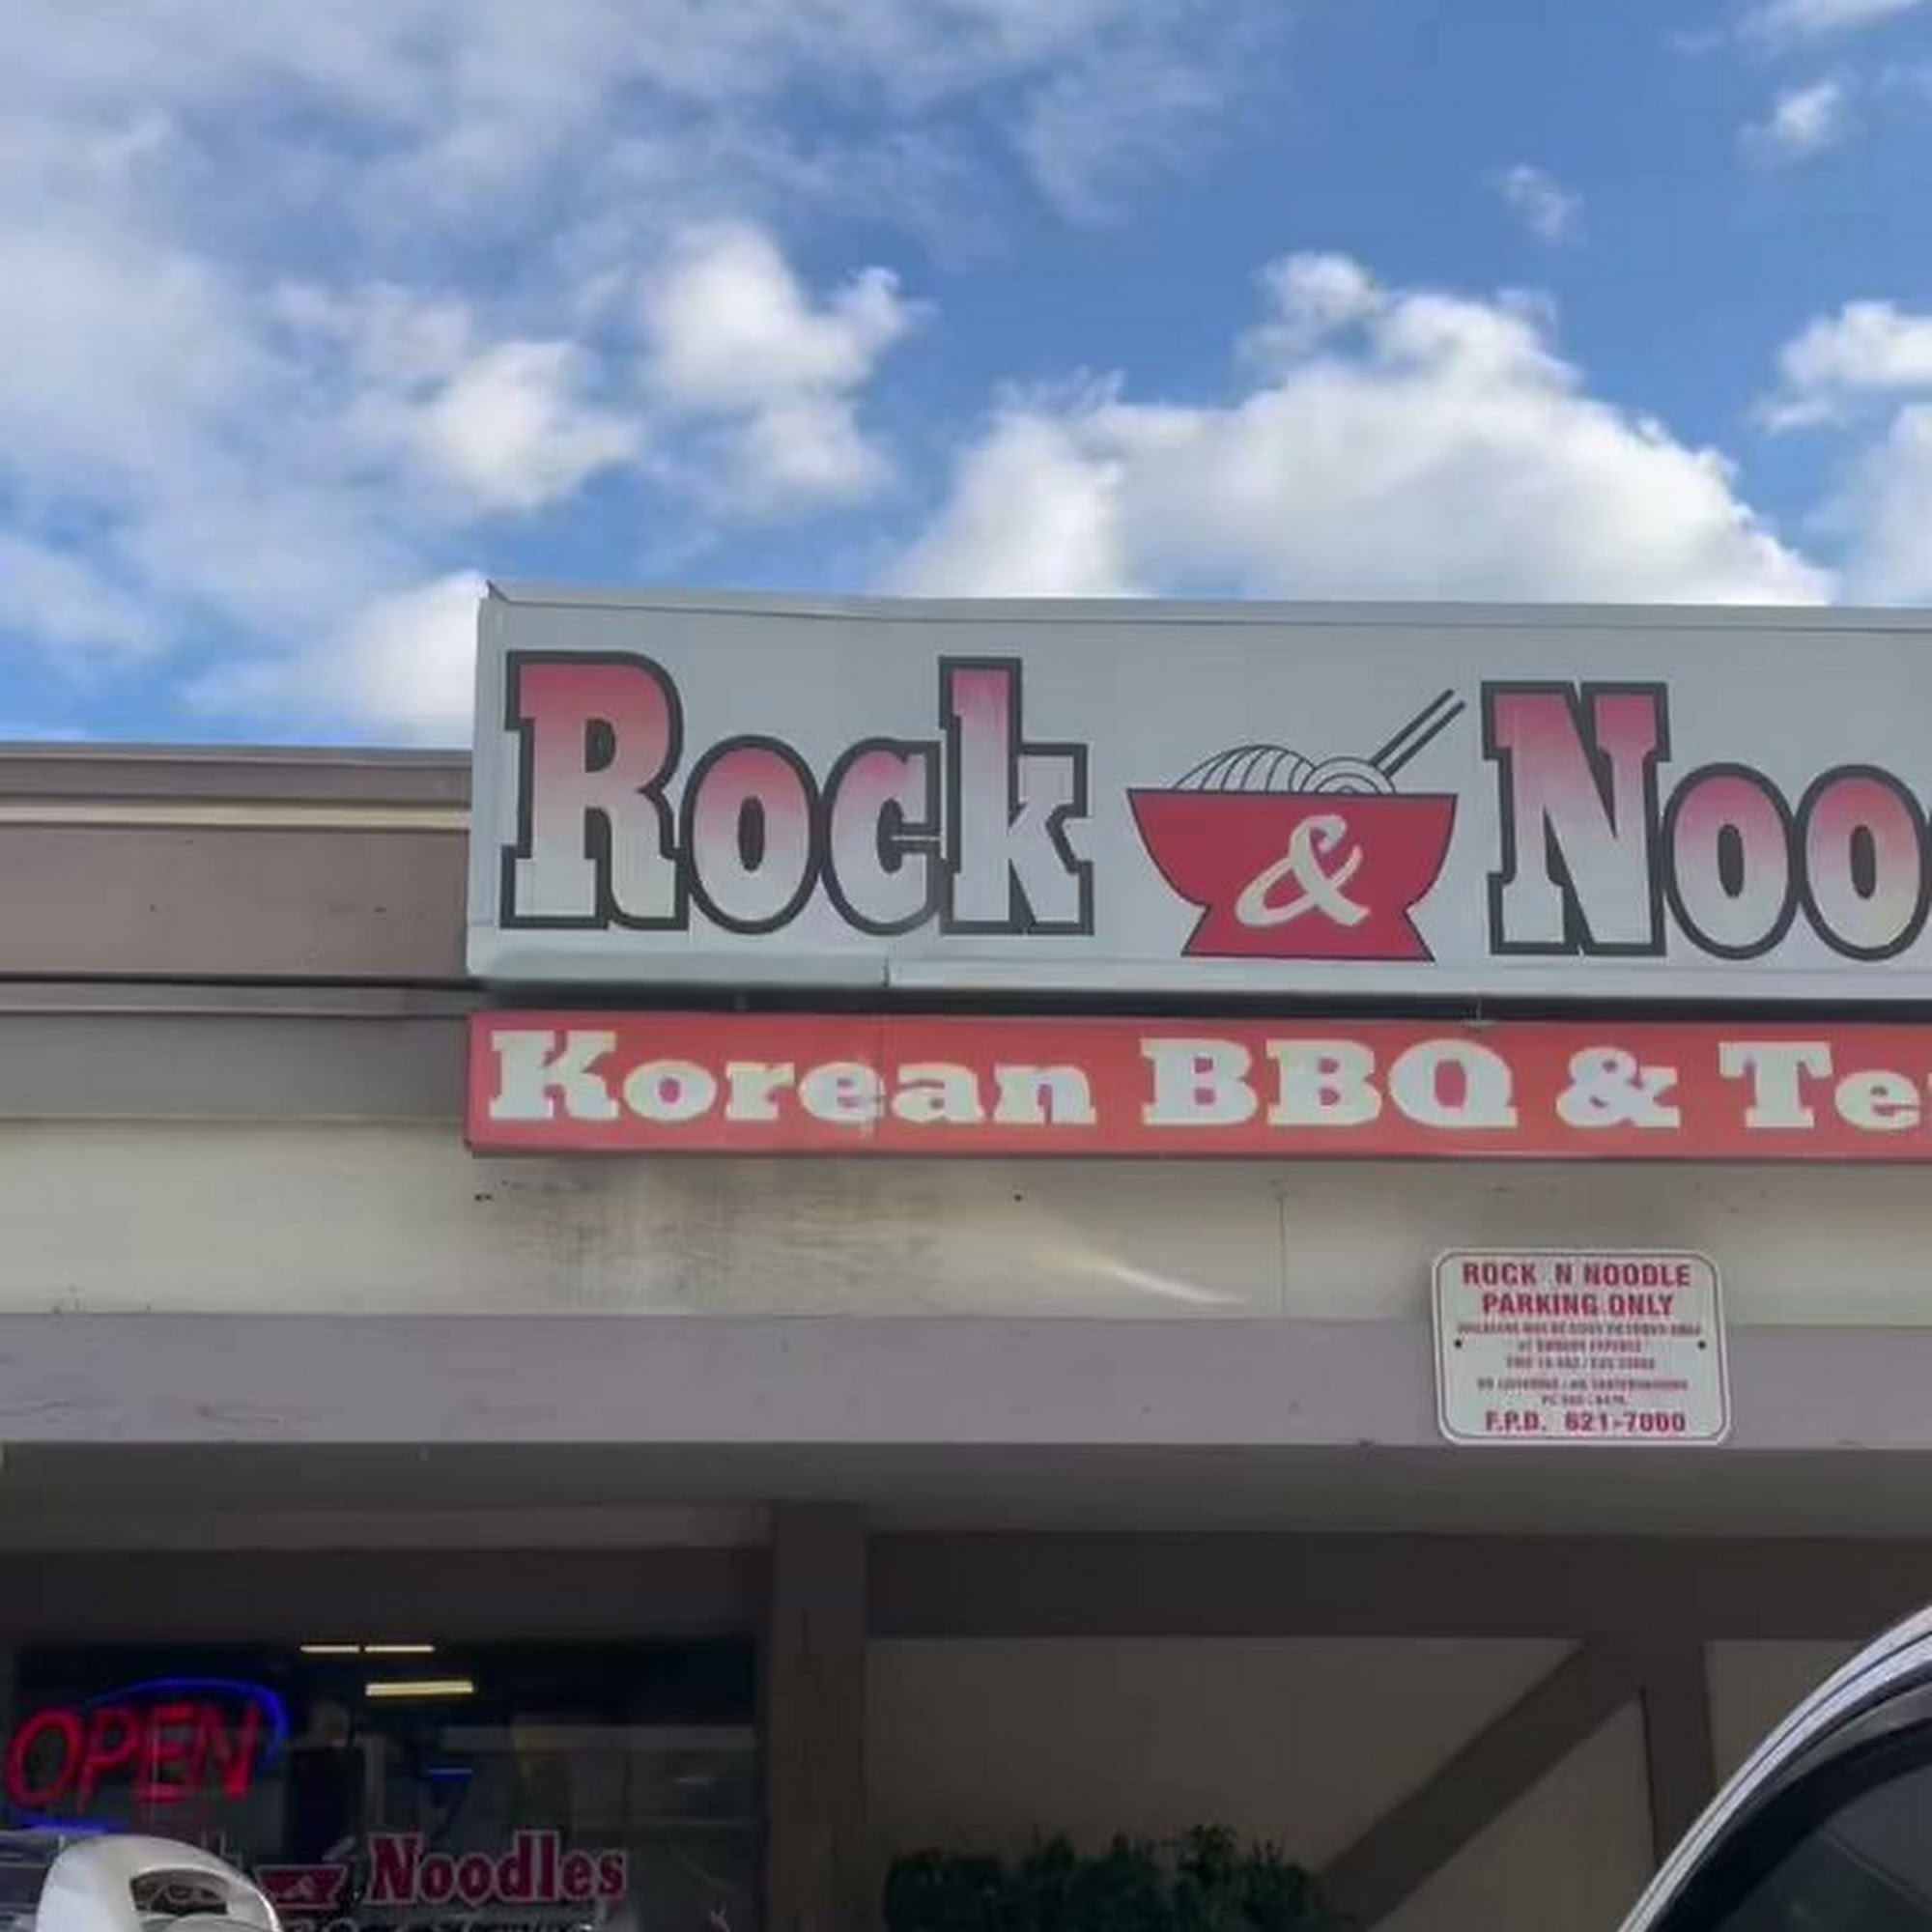 Rock & Noo
Korean BBQ & Te
ROCK N NOODLE
PARKING ONLY
F.P.D. 621-7000
OPEN
Noodles